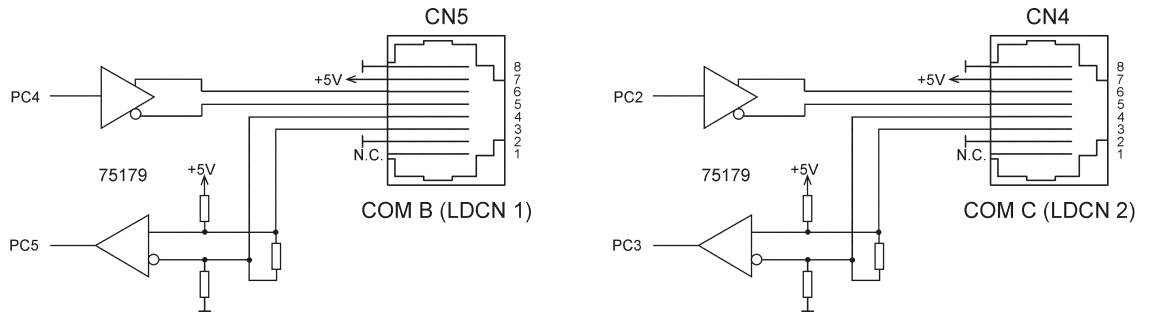 CN5
8
+5V
7
PC4
6
5
4
3
2
N.C.
1
75179
+5V
COM B (LDCN 1)
PC5
CN4
8
+5V
7
PC2
6
5
4
3
2
N.C.
1
75179
+5V
COM C (LDCN 2)
PC3